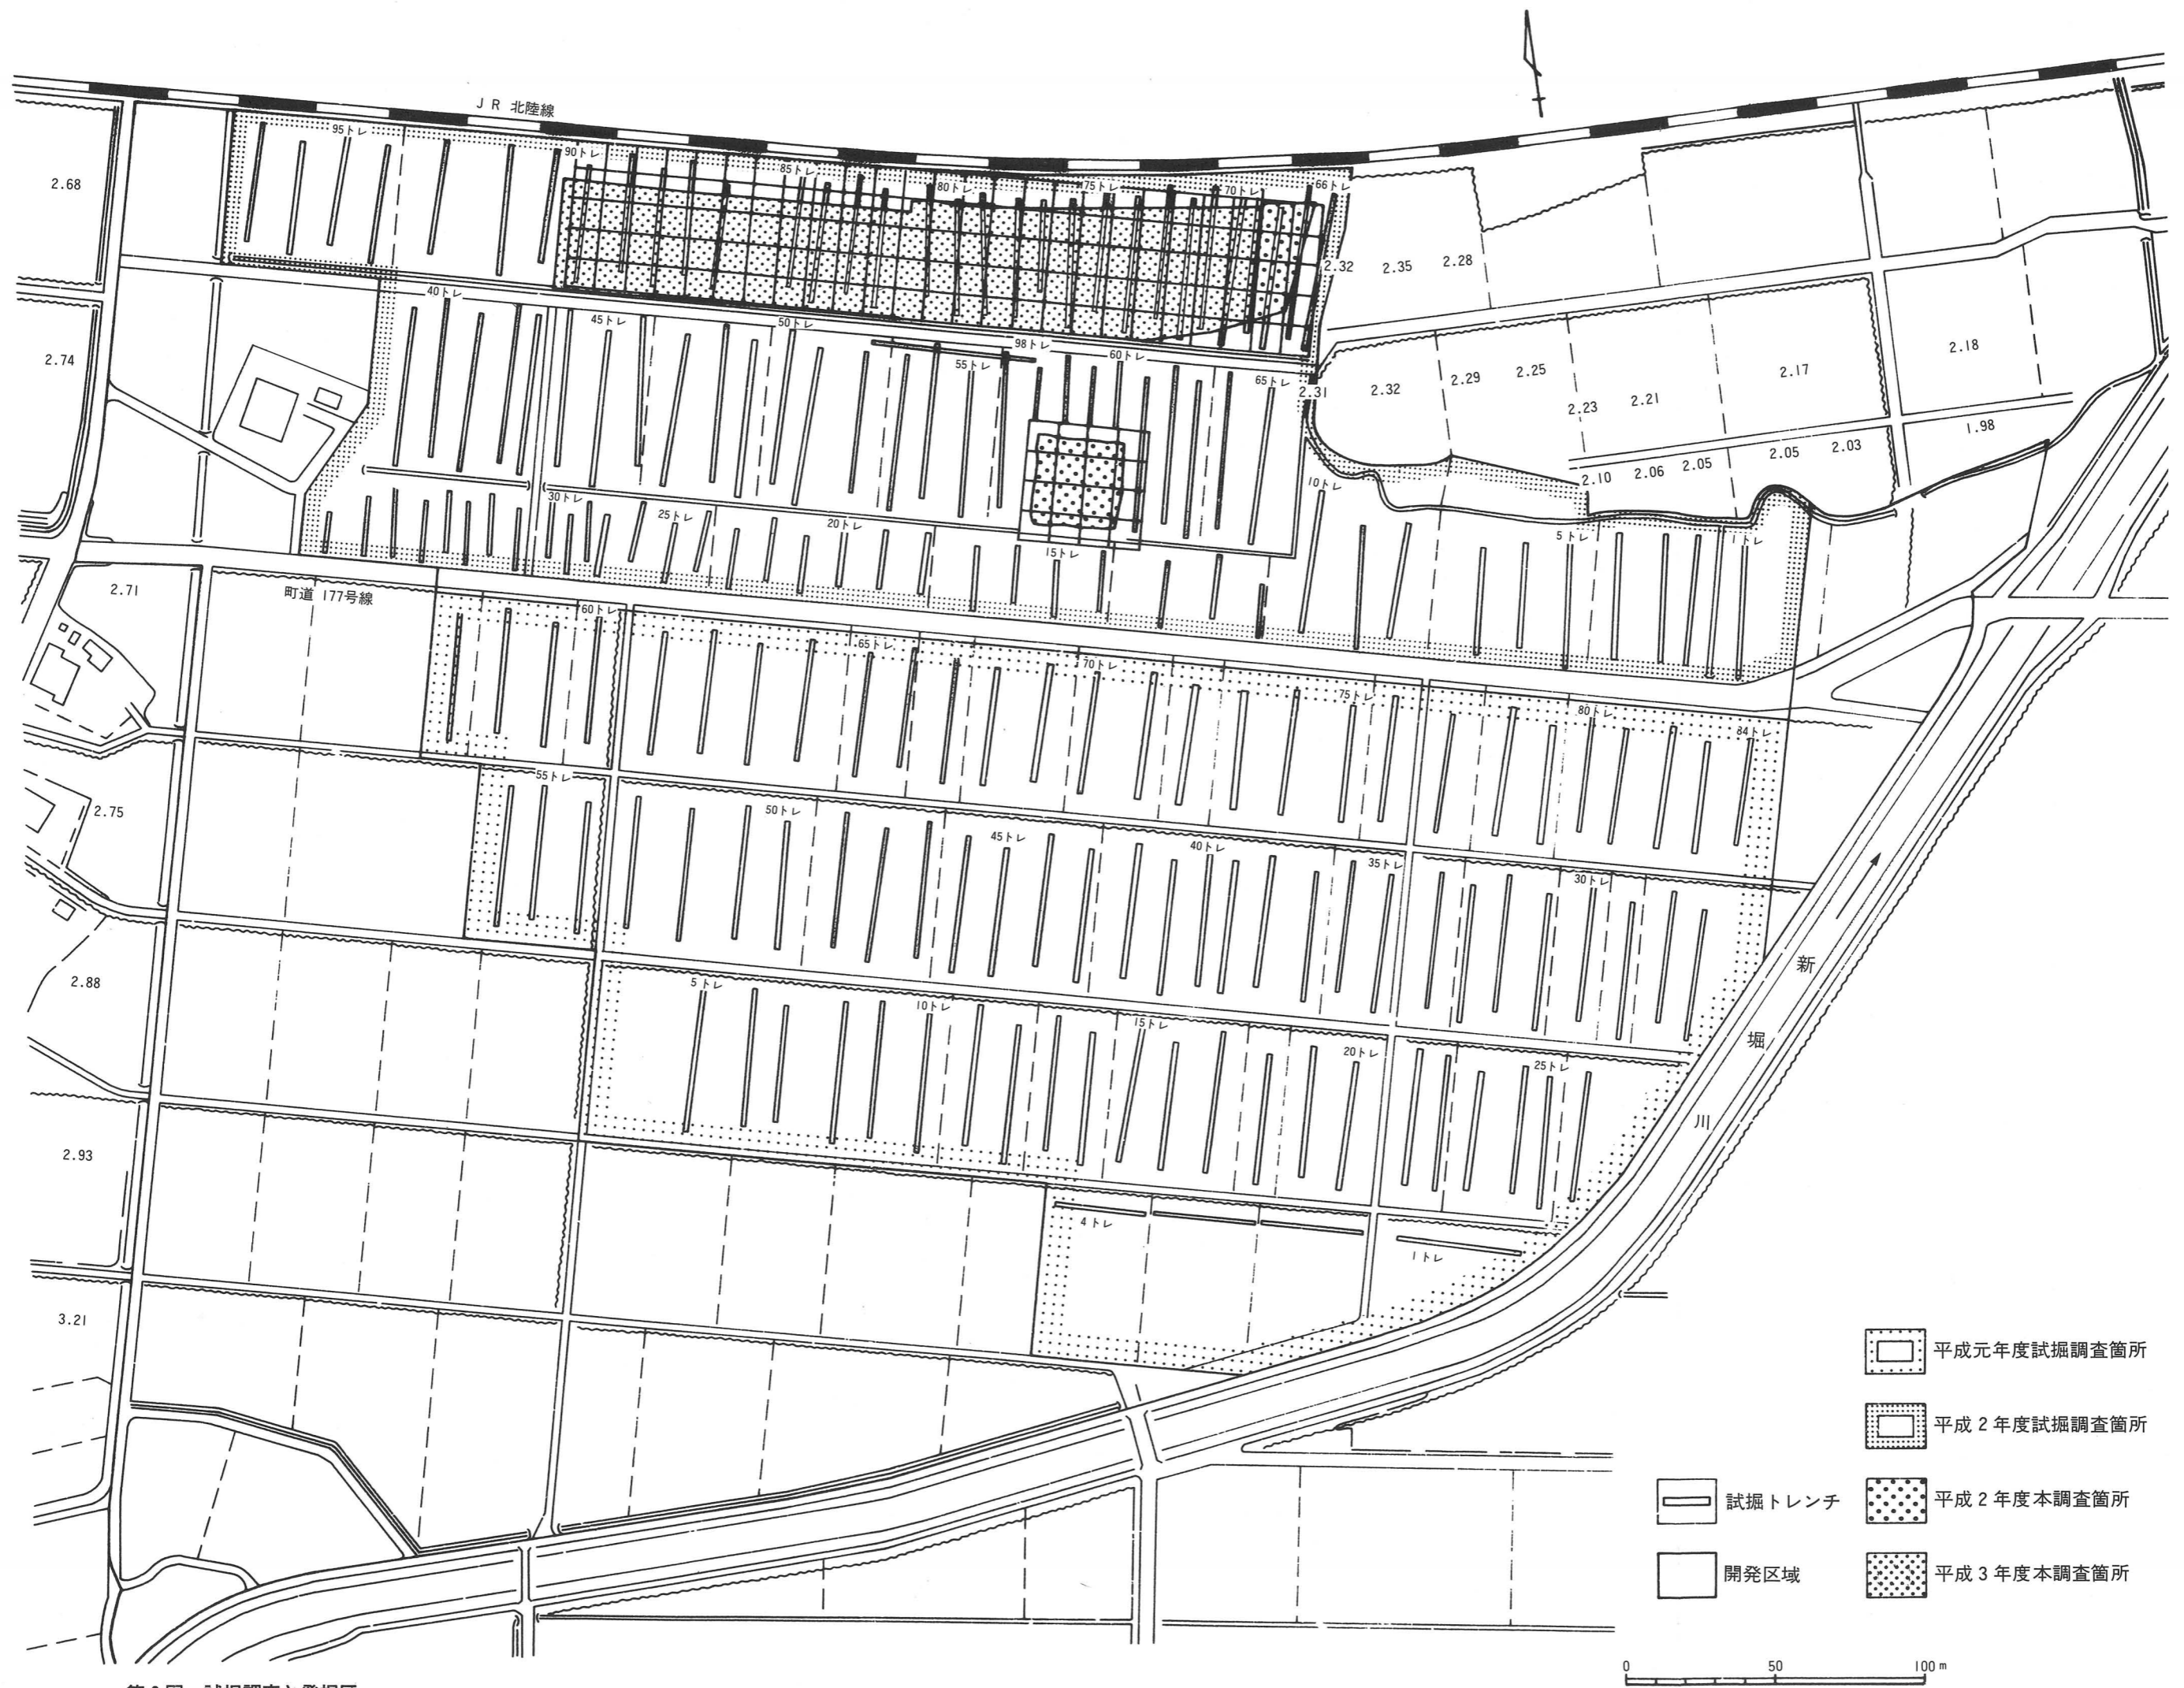 JR 北陸線
95トレ
90トレ
85トレ
80トレ
75トレ
70トレ
66トレ
2.68
2.32
2.35
2.28
40トレ
45トレ
50トレ
98トレ
60トレ
55トレ
65トレ
2.74
2.31
2.32
2.29
2.25
2.23
2.21
2.17
2.18
2.10
2.06
2.05
2.05
2.03
1.98
30トレ
25トレ
20トレ
15トレ
10トレ
5トレ
1トレ
2.71
町道 177号線
60トレ
65トレ
70トレ
75トレ
80トレ
84トレ
2.75
55トレ
50トレ
45トレ
40トレ
35トレ
30トレ
2.88
5トレ
10トレ
15トレ
20トレ
25トレ
新
堀
川
2.93
4トレ
1トレ
3.21
平成元年度試掘調査箇所
平成2年度試掘調査箇所
試掘トレンチ
平成2年度本調査箇所
開発区域
平成3年度本調査箇所
0 50 100m